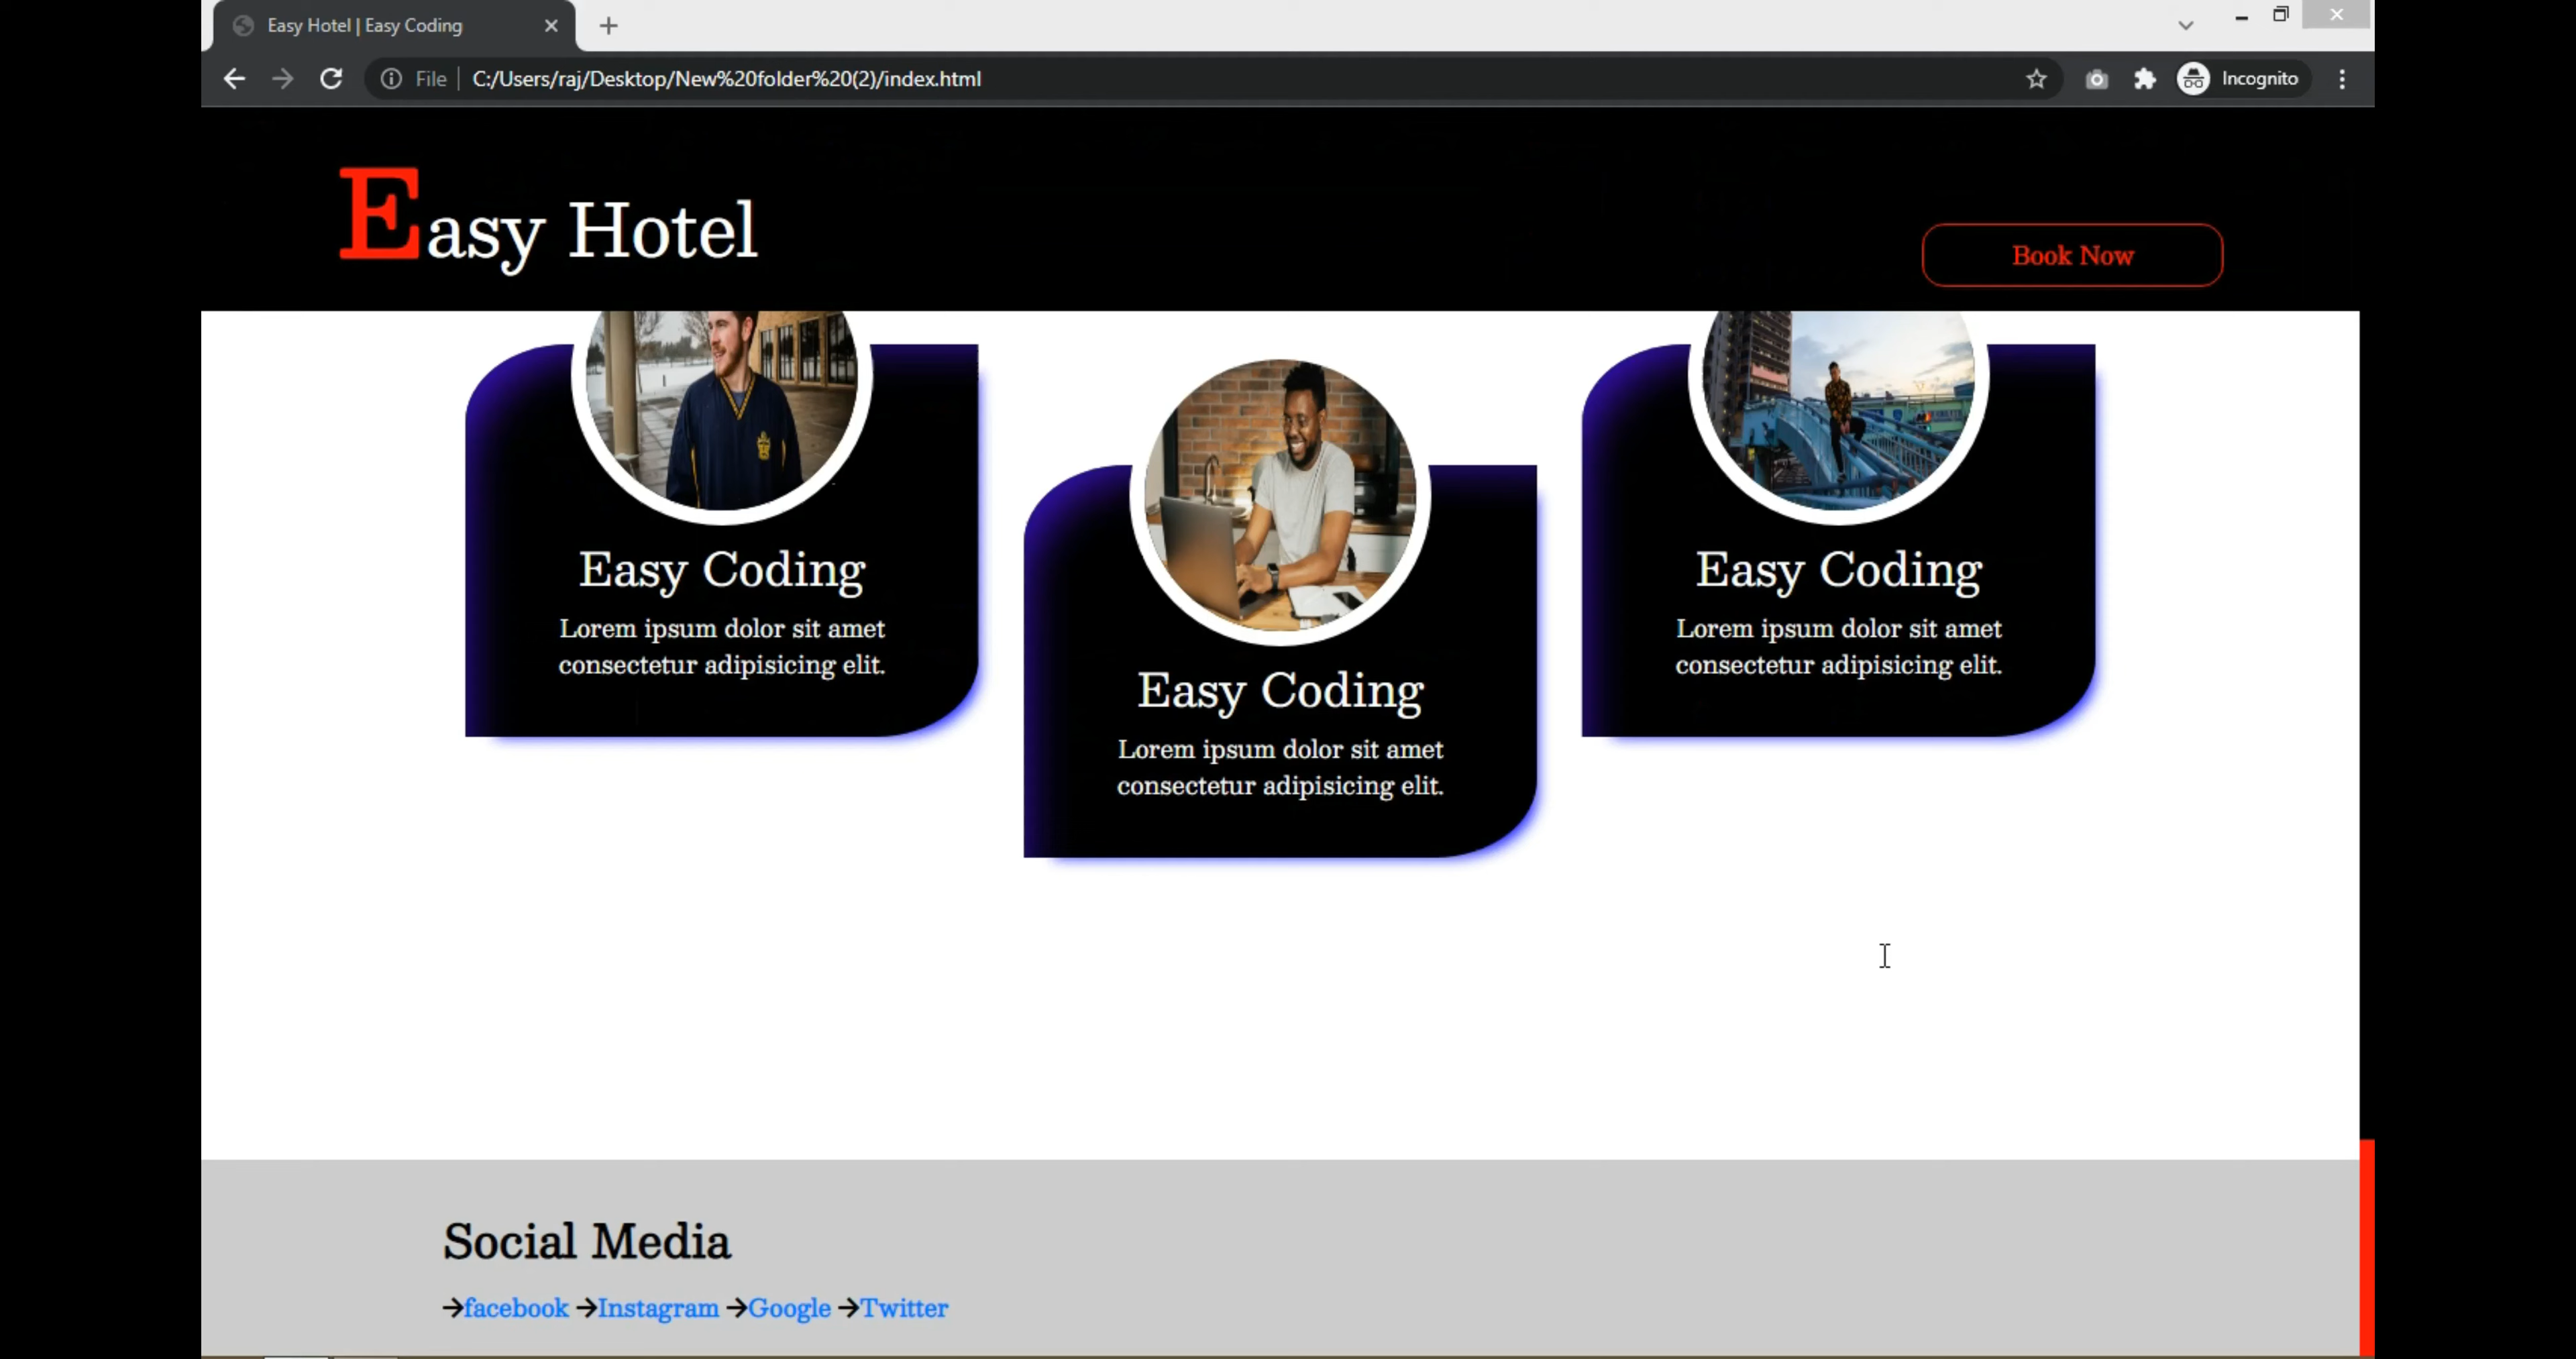 Easy Hotel | Easy Coding
File
C:/Users/raj/Desktop/New%20folder%20(2)/index.html
Incognito
Easy Hotel
Book Now
Easy Coding
Lorem ipsum dolor sit amet
consectetur adipisicing elit.
Easy Coding
Lorem ipsum dolor sit amet
consectetur adipisicing elit.
Easy Coding
Lorem ipsum dolor sit amet
consectetur adipisicing elit.
Social Media
→facebook →Instagram →Google →Twitter